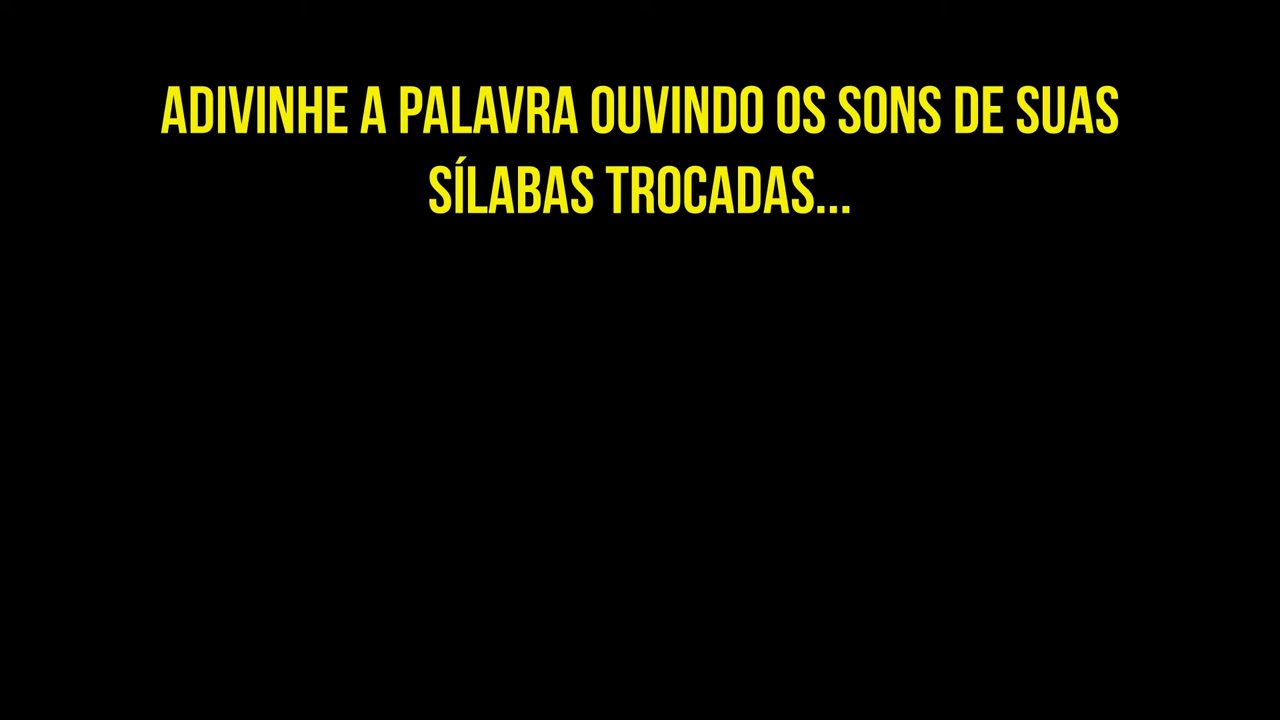 ADIVINHE A PALAVRA OUVINDO OS SONS DE SUAS
SÍLABAS TROCADAS...